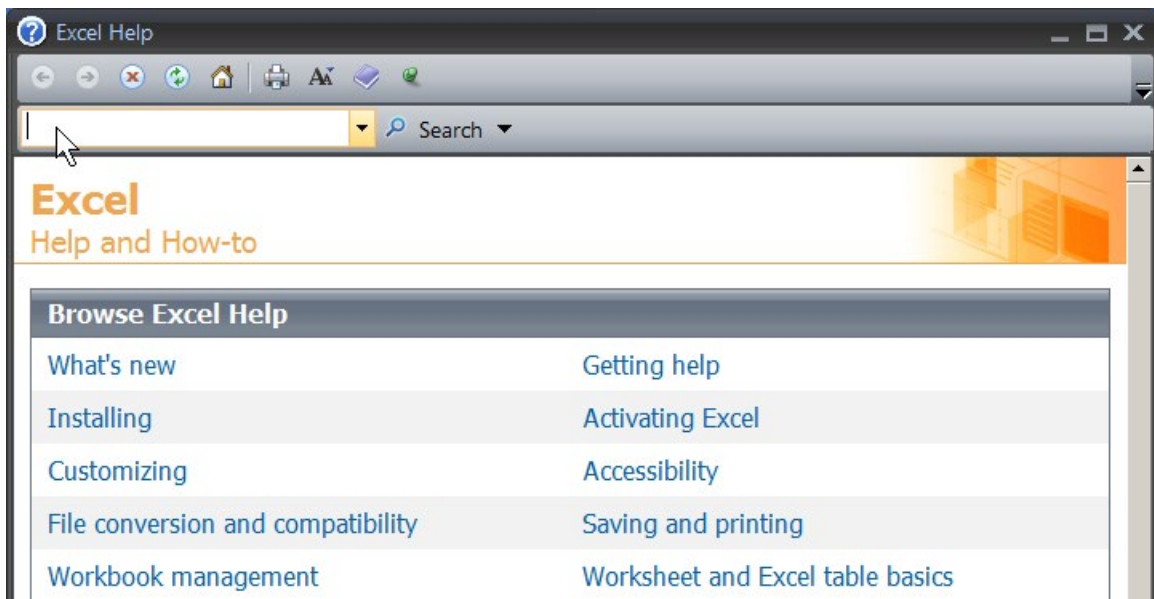 Excel Help
Search
Excel
Help and How-to
Browse Excel Help
What's new Getting help
Installing Activating Excel
Customizing Accessibility
File conversion and compatibility Saving and printing
Workbook management Worksheet and Excel table basics